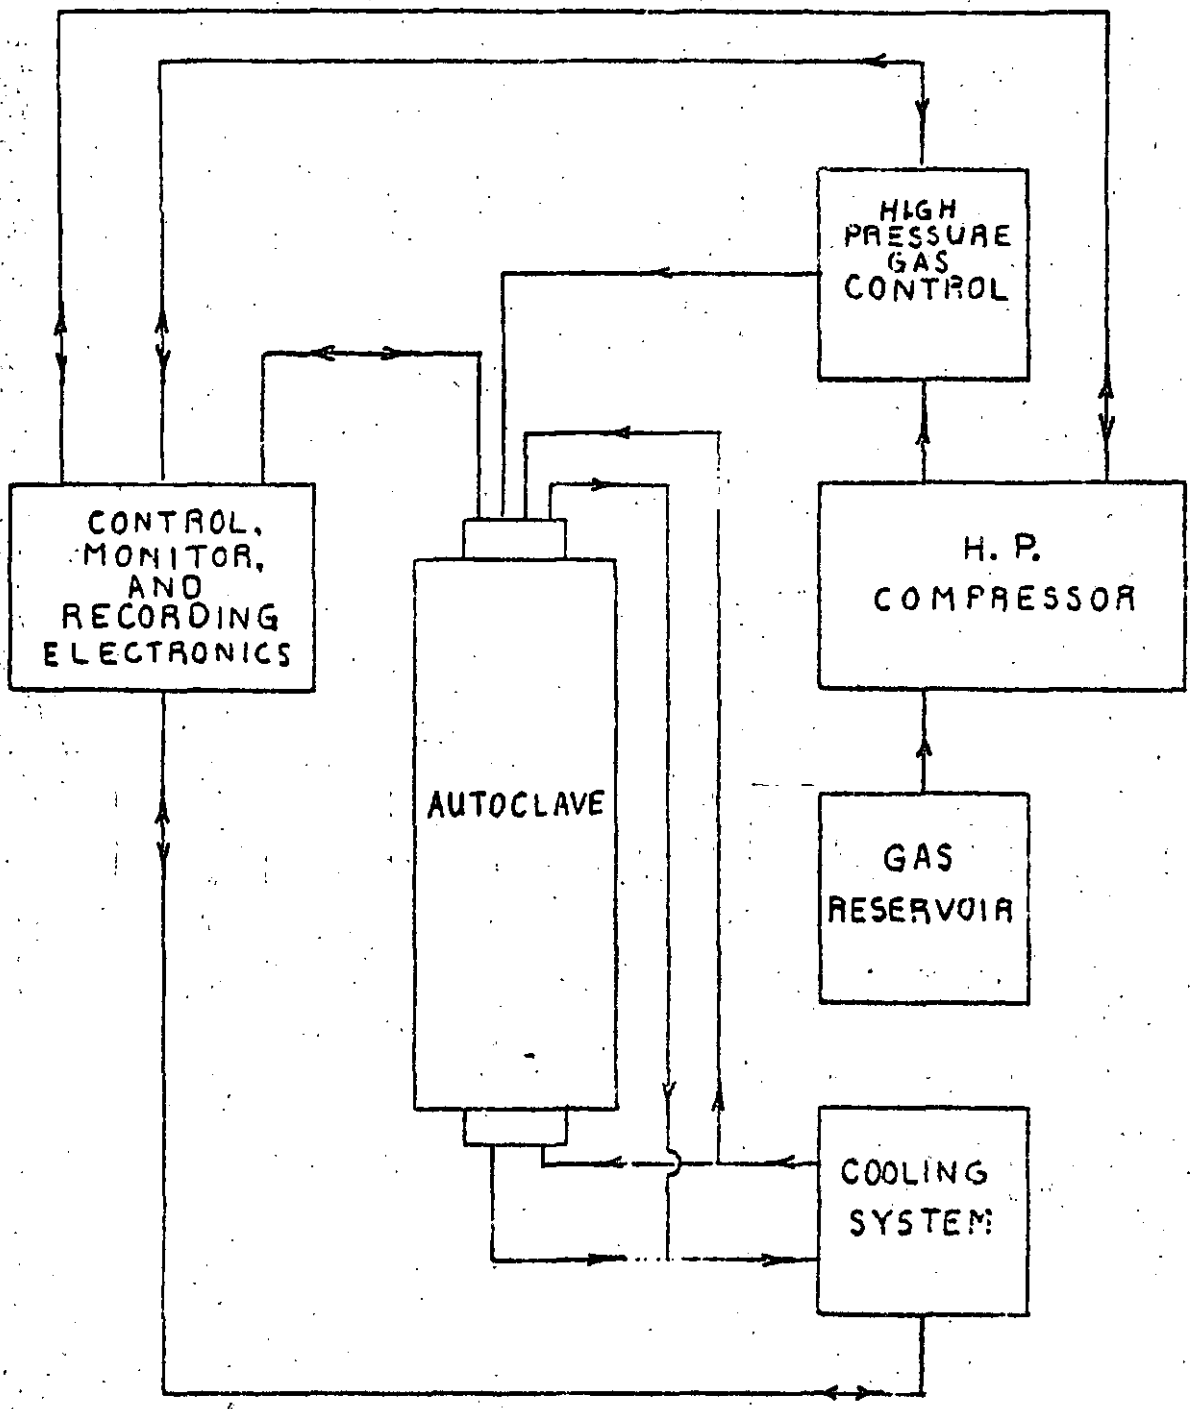 HIGH
PRESSURE
GAS
CONTROL
CONTROL,
MONITOR,
AND
RECORDING
ELECTRONICS
H. P.
COMPRESSOR
AUTOCLAVE
GAS
RESERVOIR
COOLING
SYSTEM